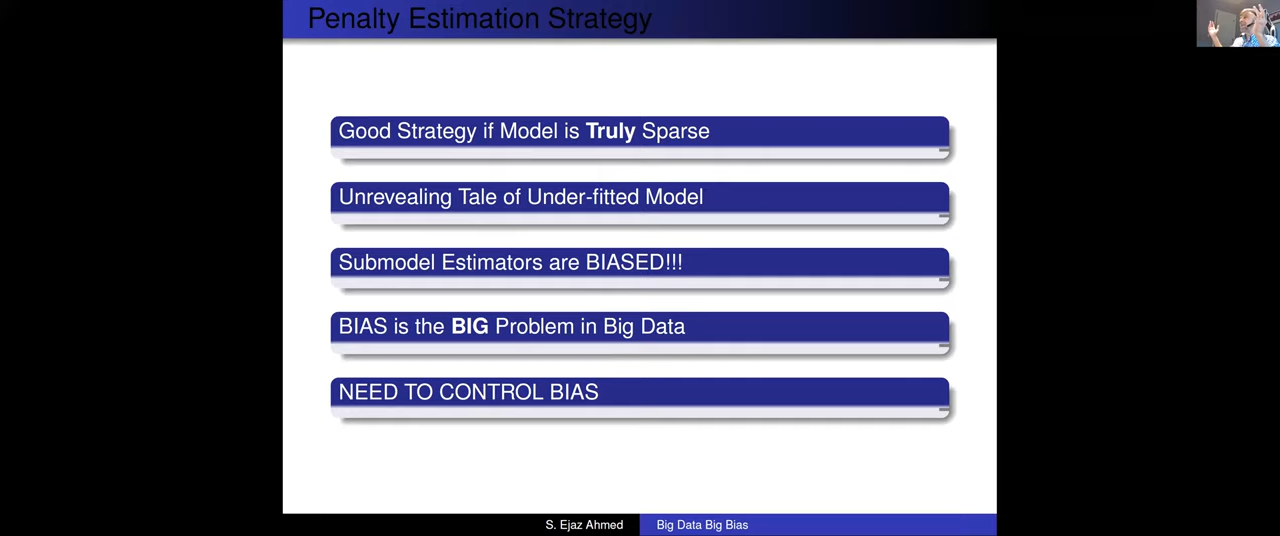 Penalty Estimation Strategy
Good Strategy if Model is Truly Sparse
Unrevealing Tale of Under-fitted Model
Submodel Estimators are BIASED!!!
BIAS is the BIG Problem in Big Data
NEED TO CONTROL BIAS
S. Ejaz Ahmed
Big Data Big Bias